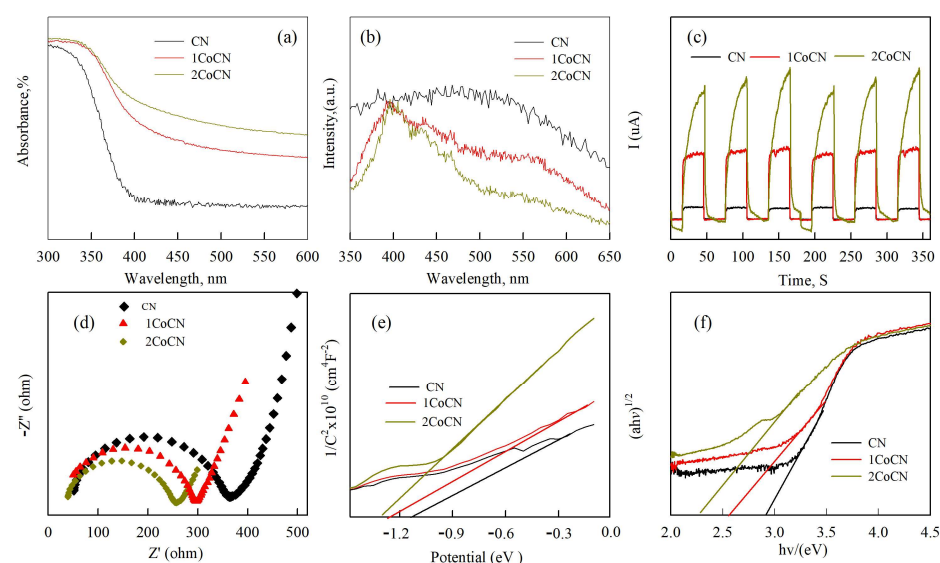 (a)
CN
1CoCN
2CoCN
Absorbance,%
300 350 400 450 500 550 600
Wavelength, nm
(b)
CN
1CoCN
2CoCN
Intensity,(a.u.)
350 400 450 500 550 600 650
Wavelength, nm
(c)
CN 1CoCN 2CoCN
I (uA)
0 50 100 150 200 250 300 350
Time, S
(d)
CN
1CoCN
2CoCN
-Z" (ohm)
0 100 200 300 400 500
Z' (ohm)
(e)
CN
1CoCN
2CoCN
1/C²x10¹⁰ (cm⁴F⁻²)
-1.2 -0.9 -0.6 -0.3 0.0
Potential (eV )
(f)
CN
1CoCN
2CoCN
(ahν)¹/²
2.0 2.5 3.0 3.5 4.0 4.5
hv/(eV)